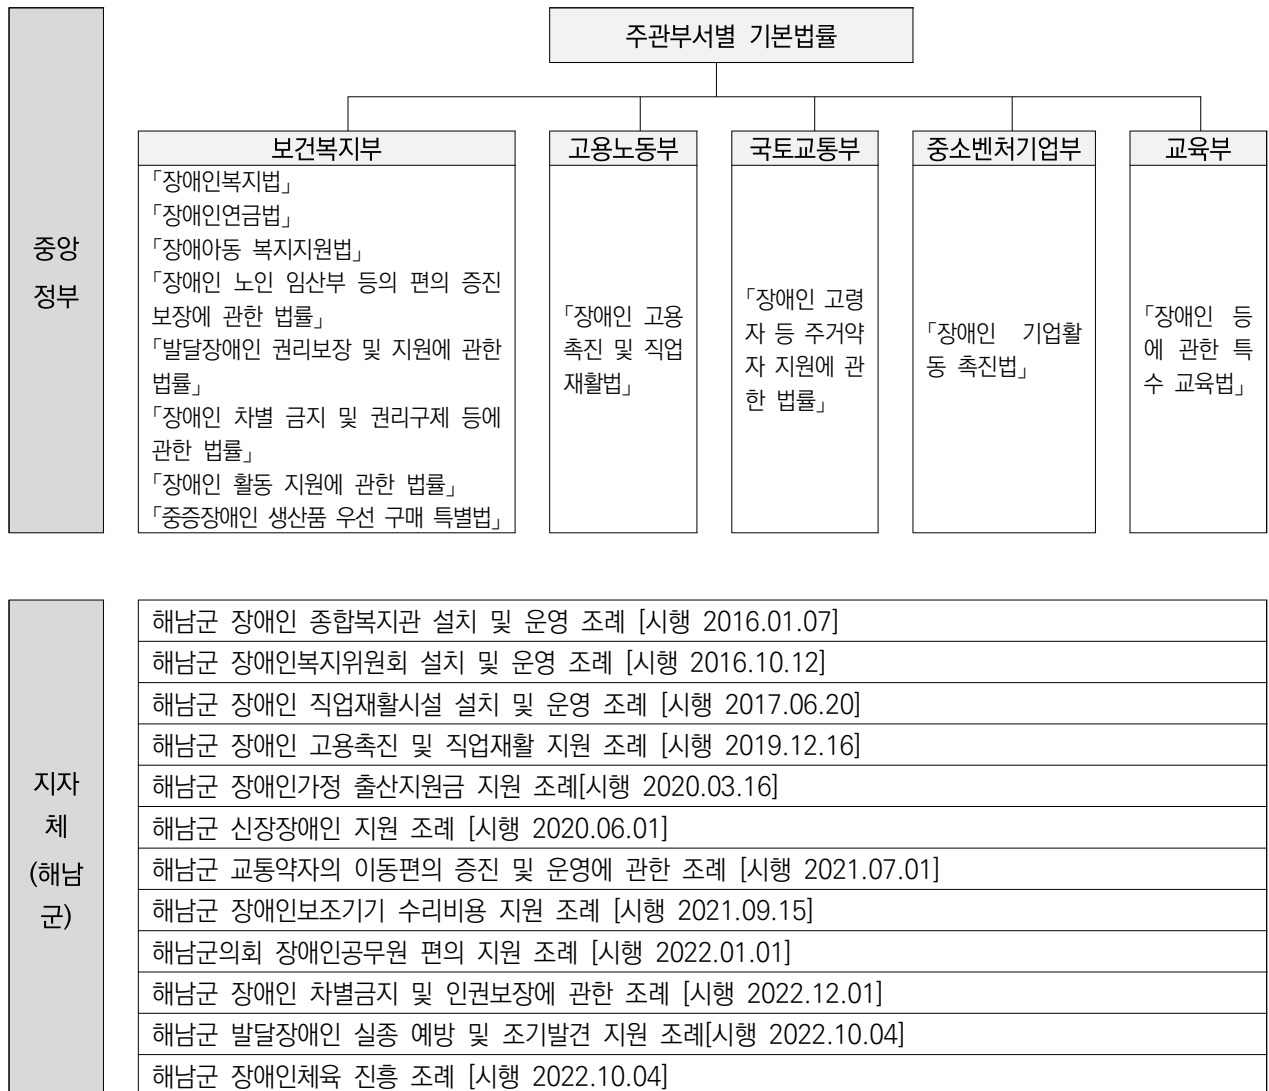 주관부서별 기본법률
중앙
정부
보건복지부
「장애인복지법」
「장애인연금법」
「장애아동 복지지원법」
「장애인 노인 임산부 등의 편의 증진
보장에 관한 법률」
「발달장애인 권리보장 및 지원에 관한
법률」
「장애인 차별 금지 및 권리구제 등에
관한 법률」
「장애인 활동 지원에 관한 법률」
「중증장애인 생산품 우선 구매 특별법」
고용노동부
「장애인 고용
촉진 및 직업
재활법」
국토교통부
「장애인 고령
자 등 주거약
자 지원에 관
한 법률」
중소벤처기업부
「장애인 기업활
동 촉진법」
교육부
「장애인 등
에 관한 특
수 교육법」
지자
체
(해남
군)
해남군 장애인 종합복지관 설치 및 운영 조례 [시행 2016.01.07]
해남군 장애인복지위원회 설치 및 운영 조례 [시행 2016.10.12]
해남군 장애인 직업재활시설 설치 및 운영 조례 [시행 2017.06.20]
해남군 장애인 고용촉진 및 직업재활 지원 조례 [시행 2019.12.16]
해남군 장애인가정 출산지원금 지원 조례[시행 2020.03.16]
해남군 신장장애인 지원 조례 [시행 2020.06.01]
해남군 교통약자의 이동편의 증진 및 운영에 관한 조례 [시행 2021.07.01]
해남군 장애인보조기기 수리비용 지원 조례 [시행 2021.09.15]
해남군의회 장애인공무원 편의 지원 조례 [시행 2022.01.01]
해남군 장애인 차별금지 및 인권보장에 관한 조례 [시행 2022.12.01]
해남군 발달장애인 실종 예방 및 조기발견 지원 조례[시행 2022.10.04]
해남군 장애인체육 진흥 조례 [시행 2022.10.04]